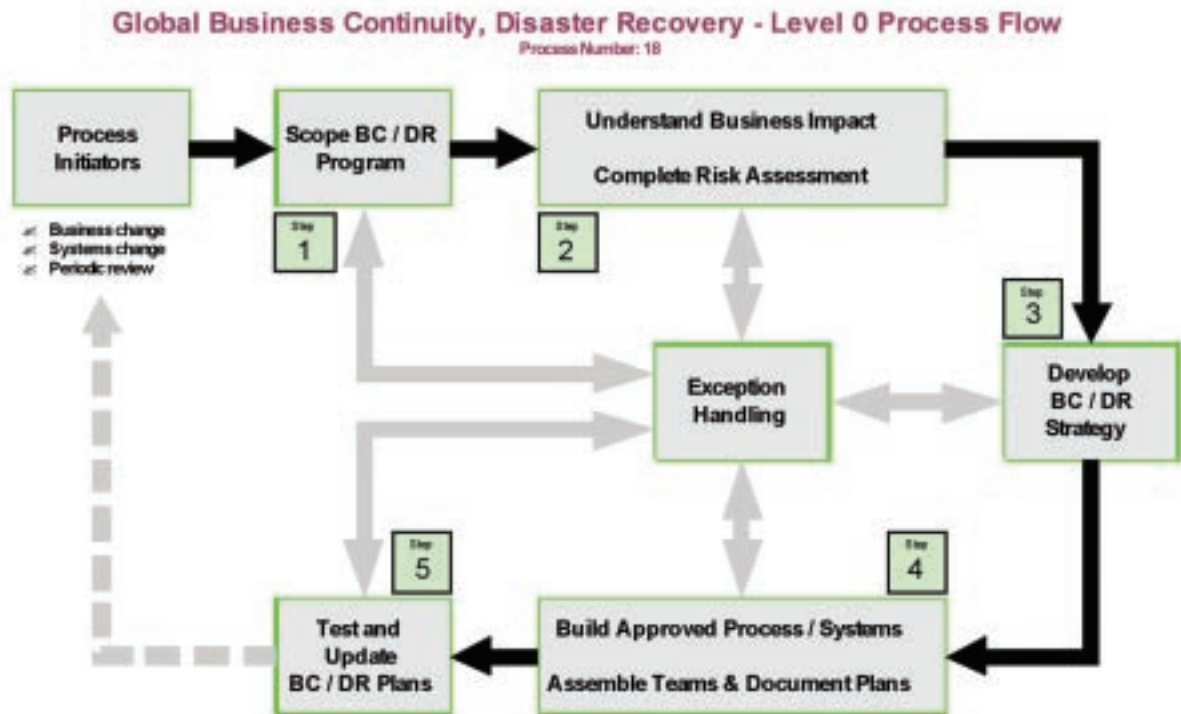 Global Business Continuity, Disaster Recovery - Level 0 Process Flow
Process Number: 18
Process
Initiators
Business change
Systems change
Periodic review
Scope BC / DR
Program
Step
1
Understand Business Impact
Complete Risk Assessment
Step
2
Step
3
Develop
BC / DR
Strategy
Exception
Handling
Step
4
Build Approved Process / Systems
Assemble Teams & Document Plans
Step
5
Test and
Update
BC / DR Plans